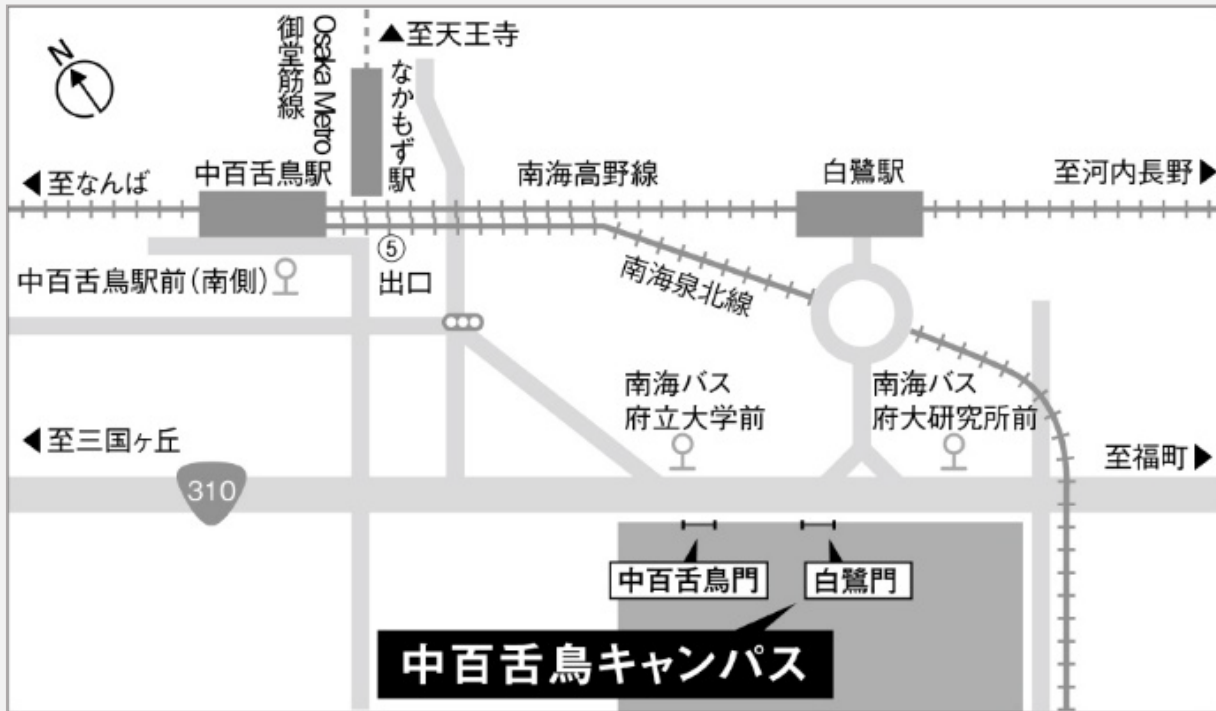 N
Osaka Metro
御堂筋線
▲至天王寺
なかもず駅
◀至なんば
中百舌鳥駅
南海高野線
白鷺駅
至河内長野▶
⑤
出口
中百舌鳥駅前(南側)
南海泉北線
南海バス
府立大学前
南海バス
府大研究所前
◀至三国ヶ丘
至福町▶
310
中百舌鳥門
白鷺門
中百舌鳥キャンパス